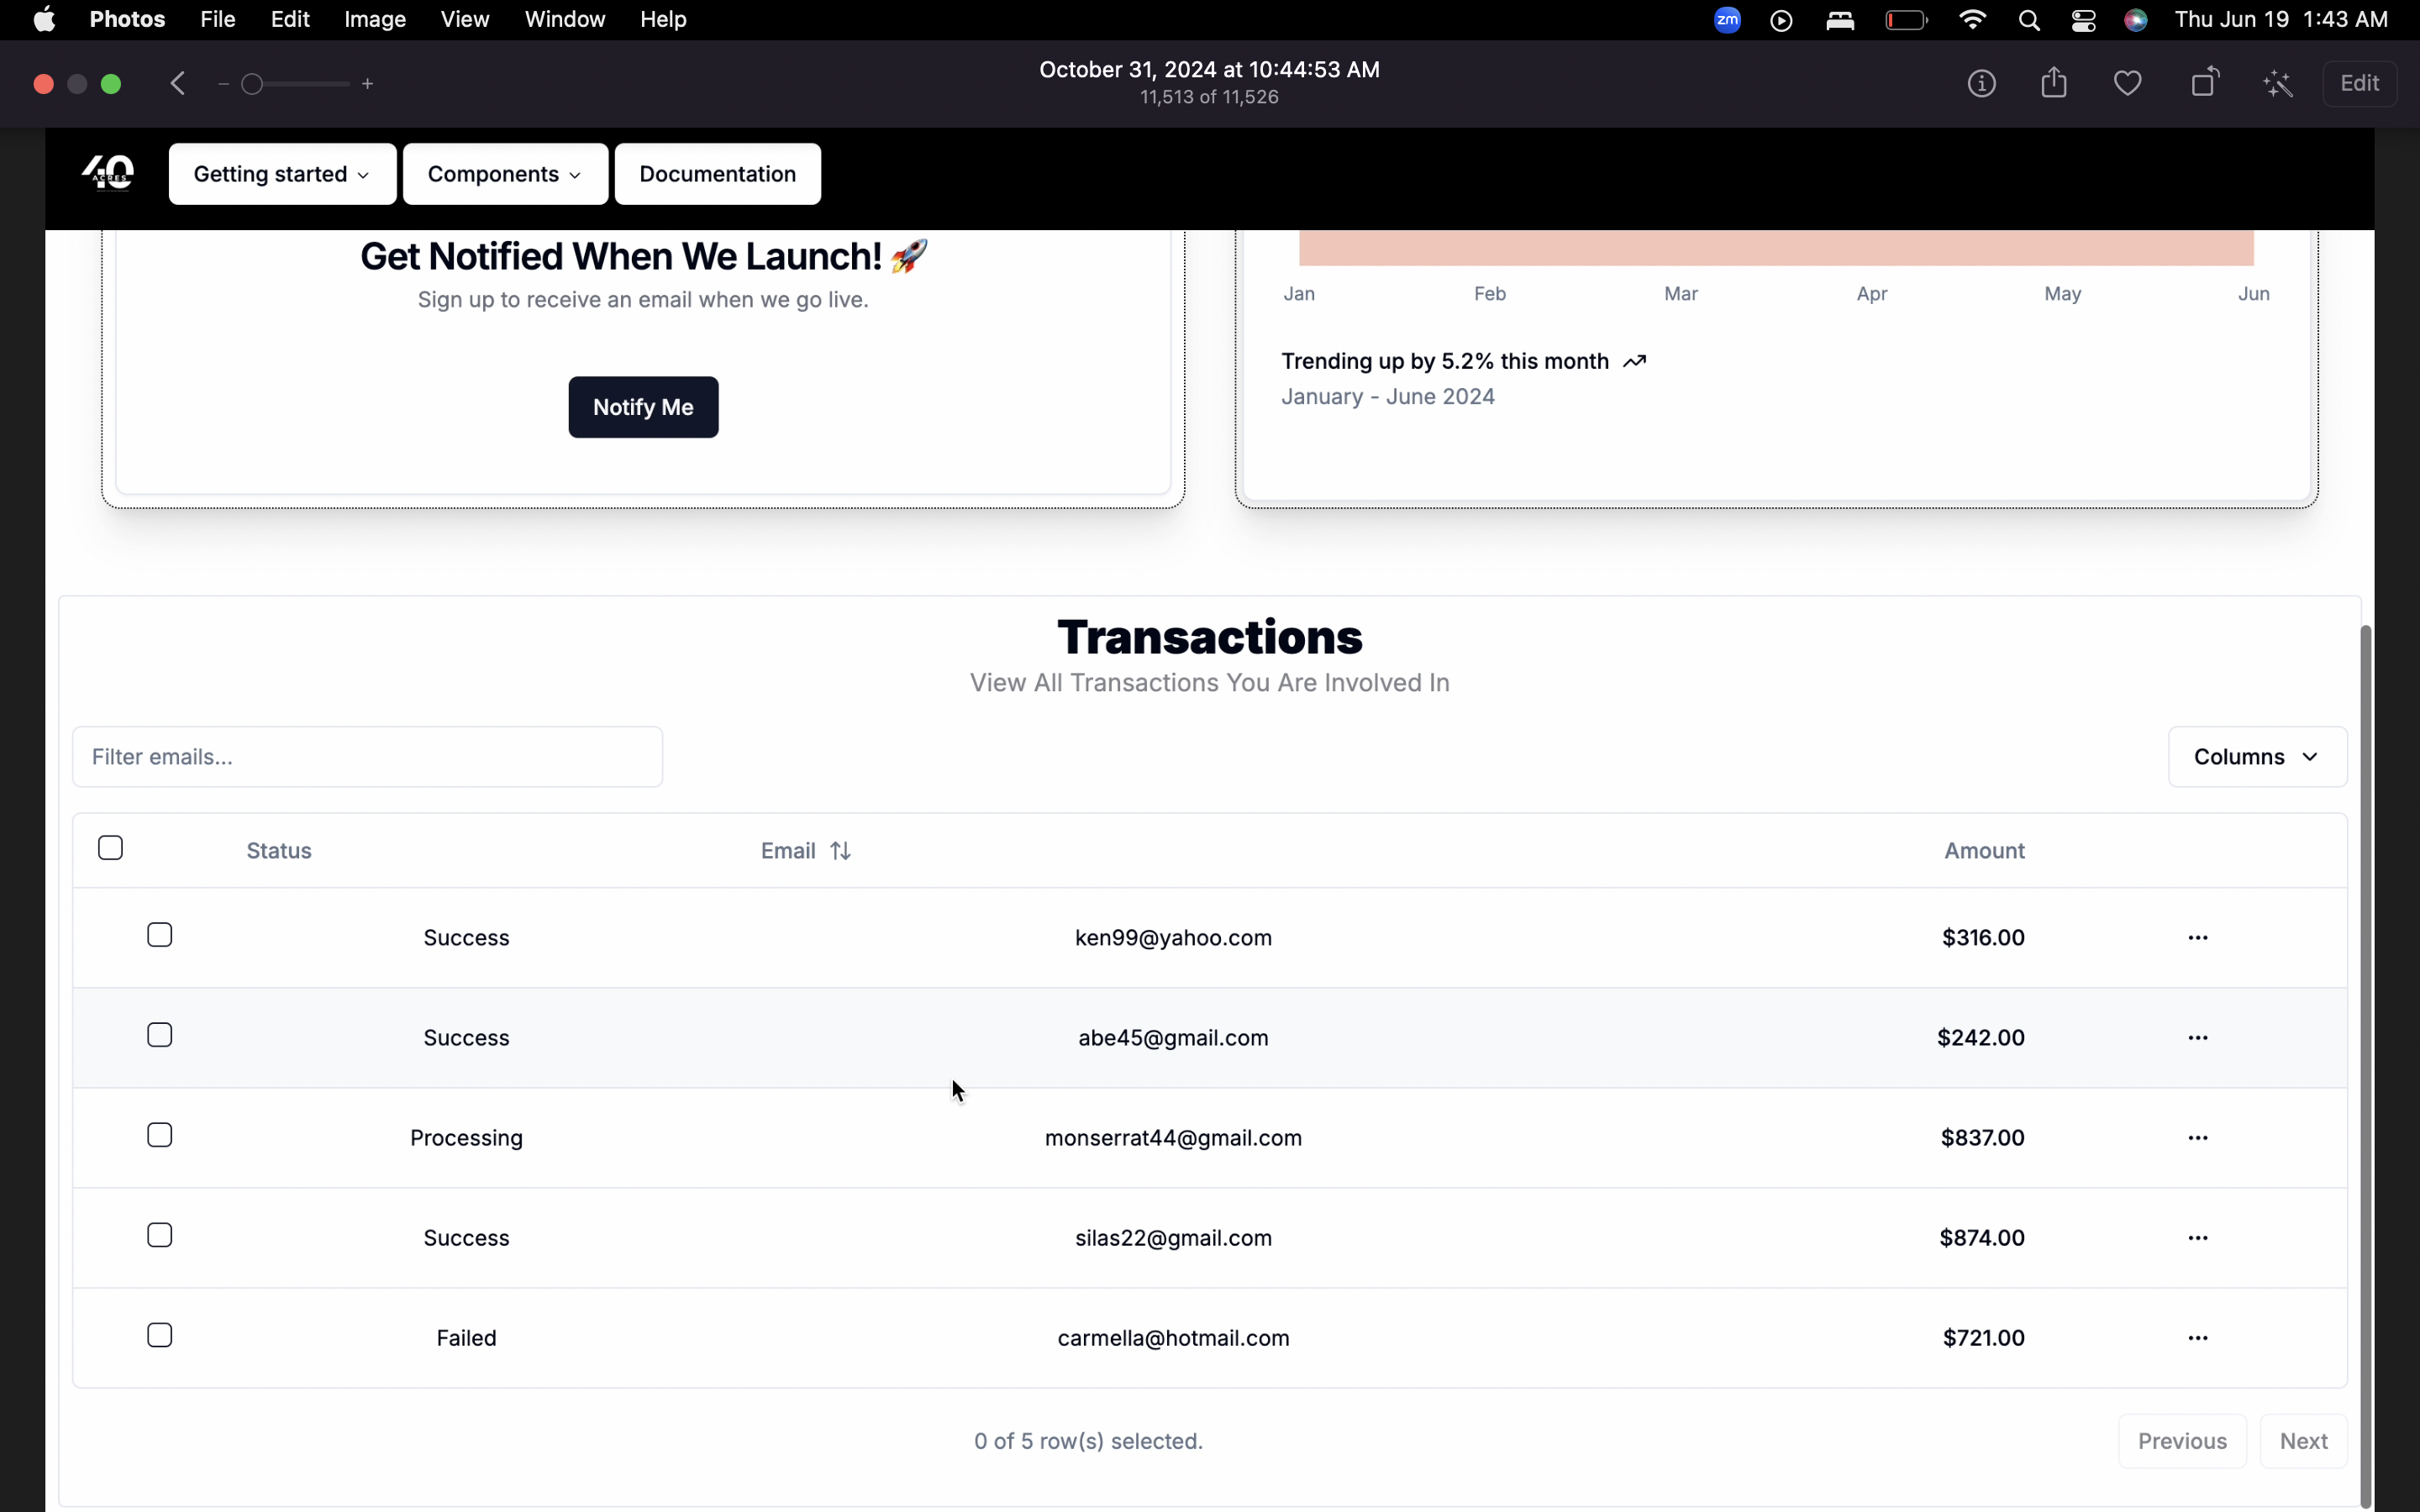 Photos File Edit Image View Window Help zm Thu Jun 19 1:43 AM
October 31, 2024 at 10:44:53 AM
11,513 of 11,526
Edit
40 ACRES Getting started Components Documentation
Get Notified When We Launch! 🚀
Sign up to receive an email when we go live.
Notify Me
Jan Feb Mar Apr May Jun
Trending up by 5.2% this month
January - June 2024
Transactions
View All Transactions You Are Involved In
Filter emails...
Columns
Status Email Amount
Success ken99@yahoo.com $316.00 ...
Success abe45@gmail.com $242.00 ...
Processing monserrat44@gmail.com $837.00 ...
Success silas22@gmail.com $874.00 ...
Failed carmella@hotmail.com $721.00 ...
0 of 5 row(s) selected.
Previous Next